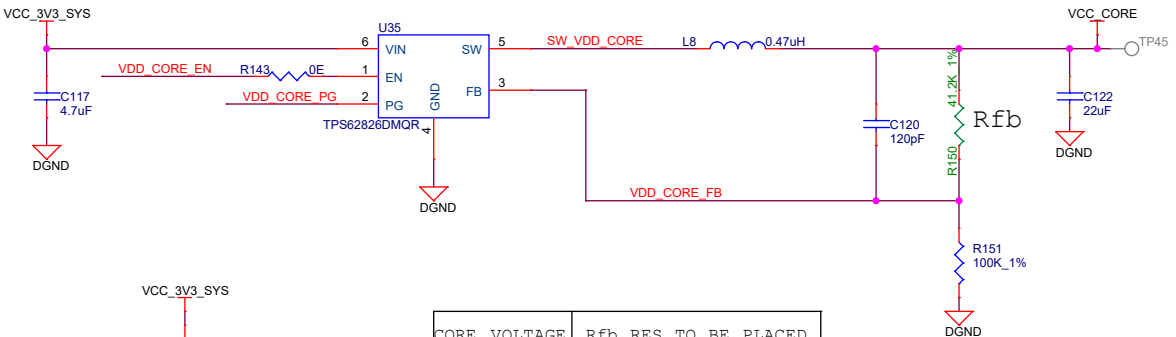 VCC_3V3_SYS
VCC_CORE
U35
TP45
6 VIN SW 5 SW_VDD_CORE L8 0.47uH
VDD_CORE_EN R143 0E 1 EN
FB 3
C117
4.7uF
VDD_CORE_PG 2 PG
GND
4
TPS62826DMQR
41.2K_1%
R150
Rfb
C120
120pF
C122
22uF
DGND
DGND
DGND
VDD_CORE_FB
R151
100K_1%
DGND
VCC_3V3_SYS
CORE VOLTAGE Rfb RES TO BE PLACED